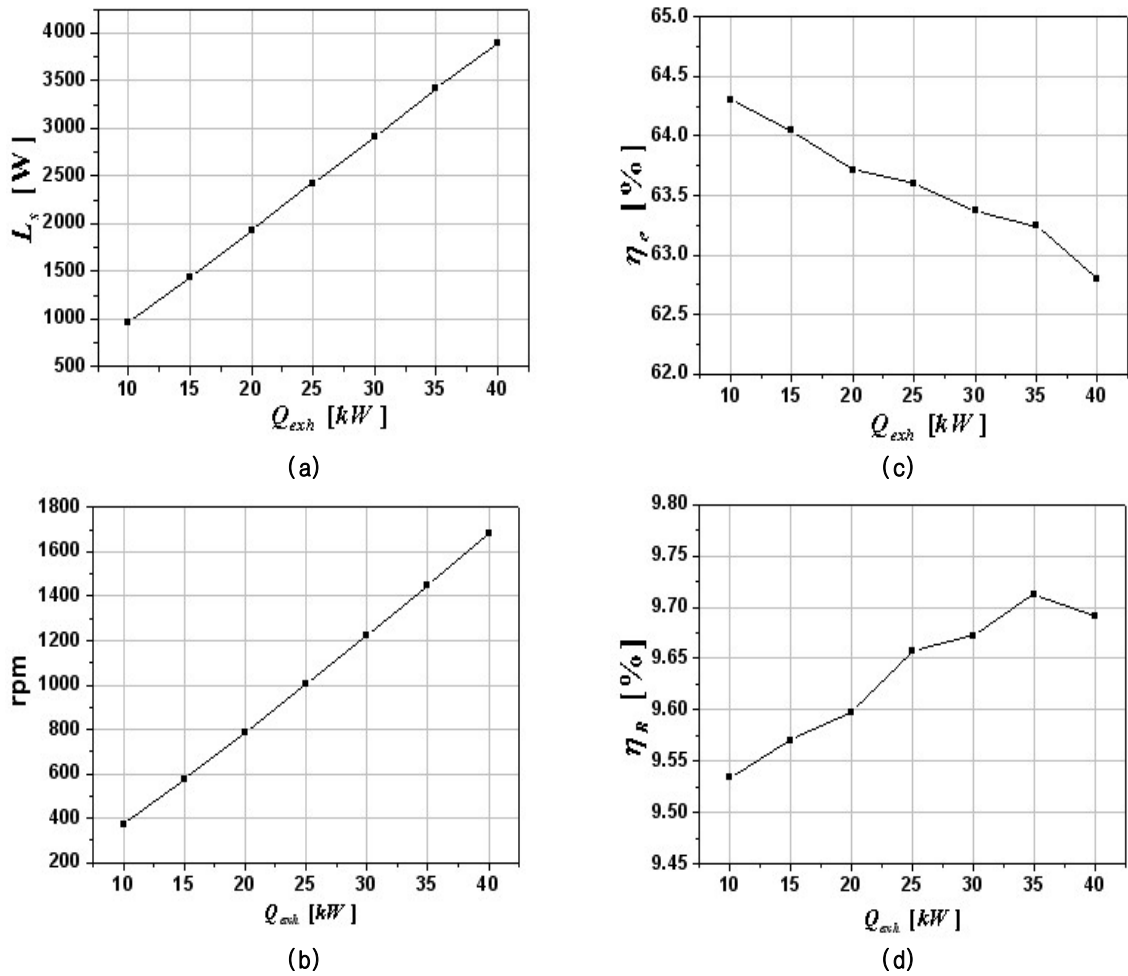 4000
3500
3000
2500
2000
1500
1000
500
L_s [W]
10 15 20 25 30 35 40
Q_exh [kW]
(a)
65.0
64.5
64.0
63.5
63.0
62.5
62.0
η_e [%]
10 15 20 25 30 35 40
Q_exh [kW]
(c)
1800
1600
1400
1200
1000
800
600
400
200
rpm
10 15 20 25 30 35 40
Q_exh [kW]
(b)
9.80
9.75
9.70
9.65
9.60
9.55
9.50
9.45
η_R [%]
10 15 20 25 30 35 40
Q_exh [kW]
(d)